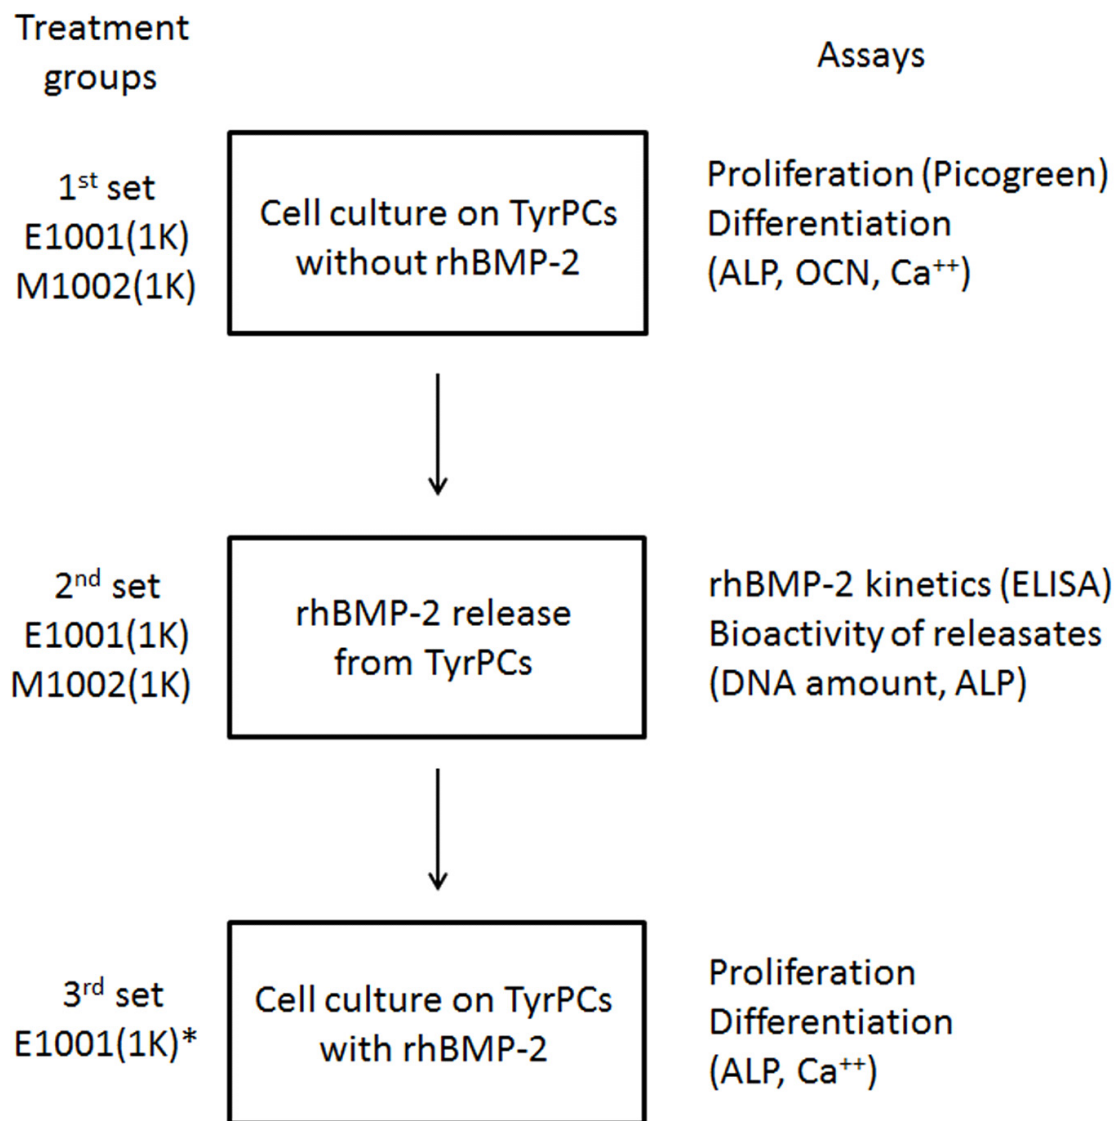 Treatment
groups
Assays
1st set
E1001(1K)
M1002(1K)
Cell culture on TyrPCs
without rhBMP-2
Proliferation (Picogreen)
Differentiation
(ALP, OCN, Ca++)
2nd set
E1001(1K)
M1002(1K)
rhBMP-2 release
from TyrPCs
rhBMP-2 kinetics (ELISA)
Bioactivity of releasates
(DNA amount, ALP)
3rd set
E1001(1K)*
Cell culture on TyrPCs
with rhBMP-2
Proliferation
Differentiation
(ALP, Ca++)